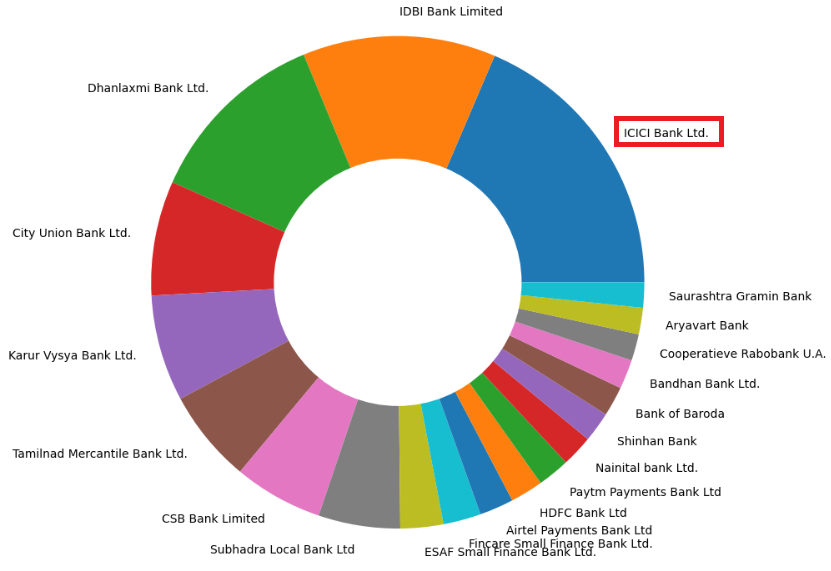 IDBI Bank Limited
Dhanlaxmi Bank Ltd.
ICICI Bank Ltd.
City Union Bank Ltd.
Saurashtra Gramin Bank
Aryavart Bank
Karur Vysya Bank Ltd.
Cooperatieve Rabobank U.A.
Bandhan Bank Ltd.
Bank of Baroda
Shinhan Bank
Tamilnad Mercantile Bank Ltd.
Nainital bank Ltd.
Paytm Payments Bank Ltd
HDFC Bank Ltd
CSB Bank Limited
Airtel Payments Bank Ltd
Fincare Small Finance Bank Ltd.
Subhadra Local Bank Ltd
ESAF Small Finance Bank Ltd.